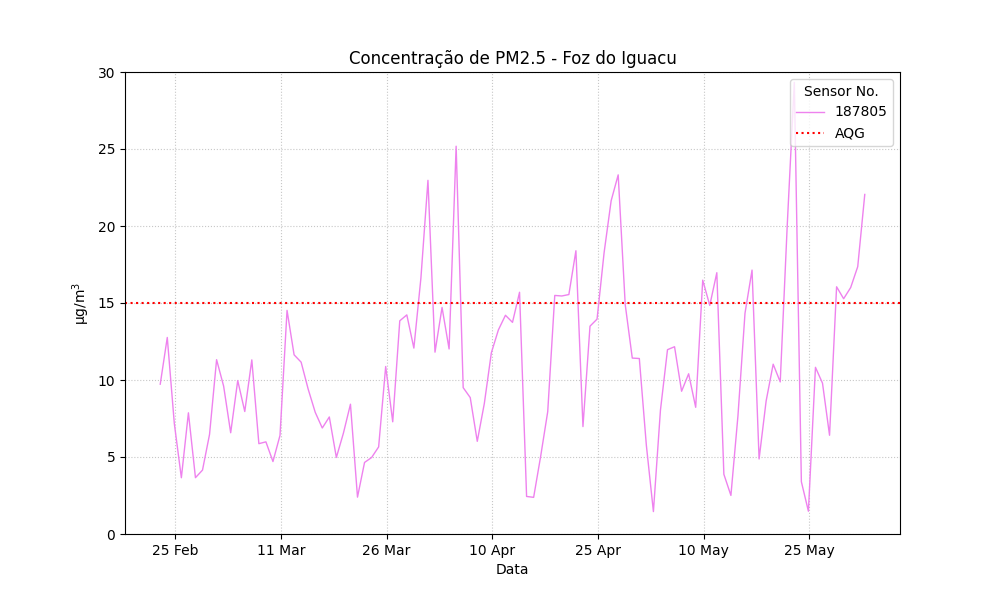 Concentração de PM2.5 - Foz do Iguacu
30
25
20
15
10
5
0
µg/m³
Sensor No.
187805
AQG
25 Feb
11 Mar
26 Mar
10 Apr
25 Apr
10 May
25 May
Data